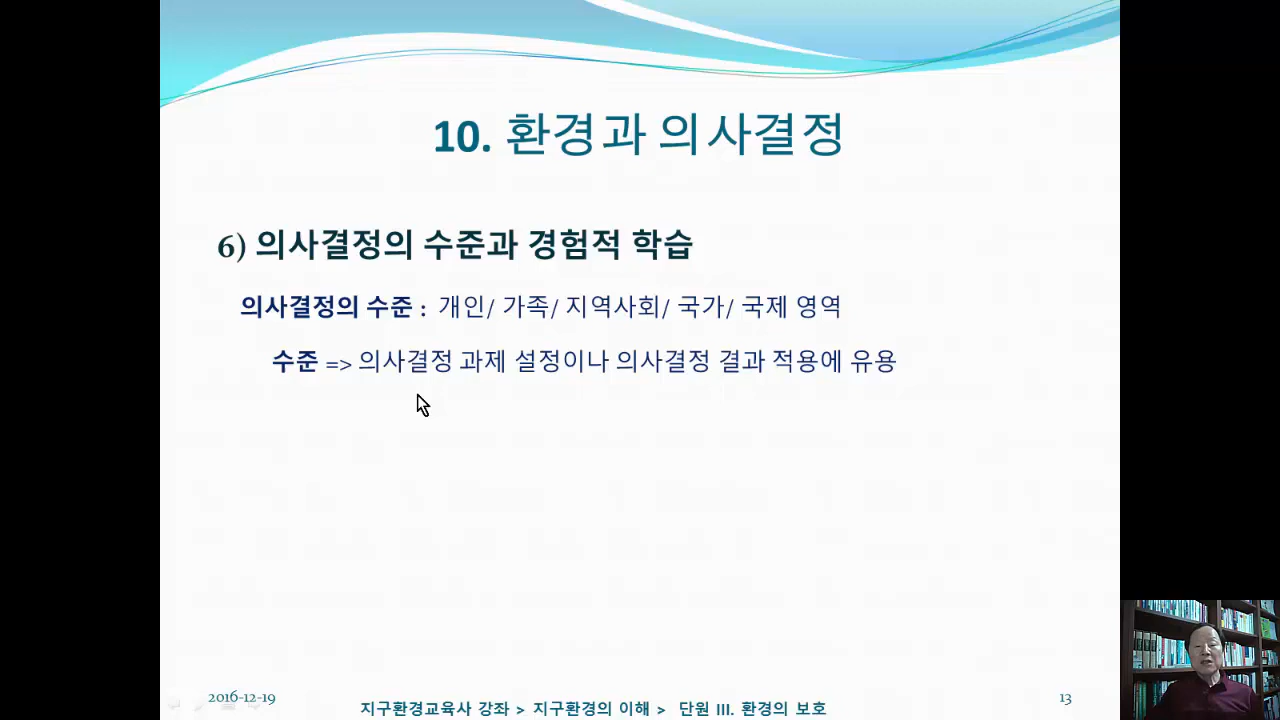 10. 환경과 의사결정
6) 의사결정의 수준과 경험적 학습
의사결정의 수준 : 개인/ 가족/ 지역사회/ 국가/ 국제 영역
수준 => 의사결정 과제 설정이나 의사결정 결과 적용에 유용
2016-12-19
지구환경교육사 강좌 > 지구환경의 이해 > 단원 III. 환경의 보호
13